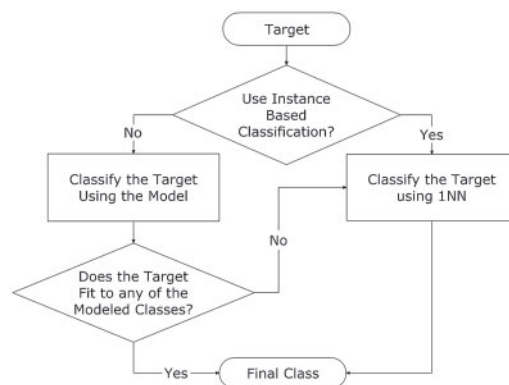 Target
Use Instance
Based
Classification?
No
Yes
Classify the Target
Using the Model
Classify the Target
using 1NN
No
Does the Target
Fit to any of the
Modeled Classes?
Yes
Final Class